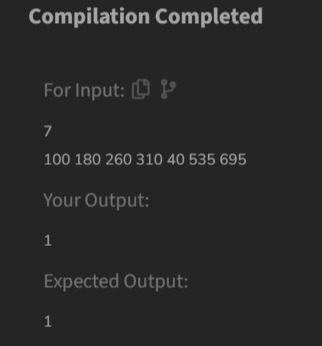 Compilation Completed
For Input:
7
100 180 260 310 40 535 695
Your Output:
1
Expected Output:
1